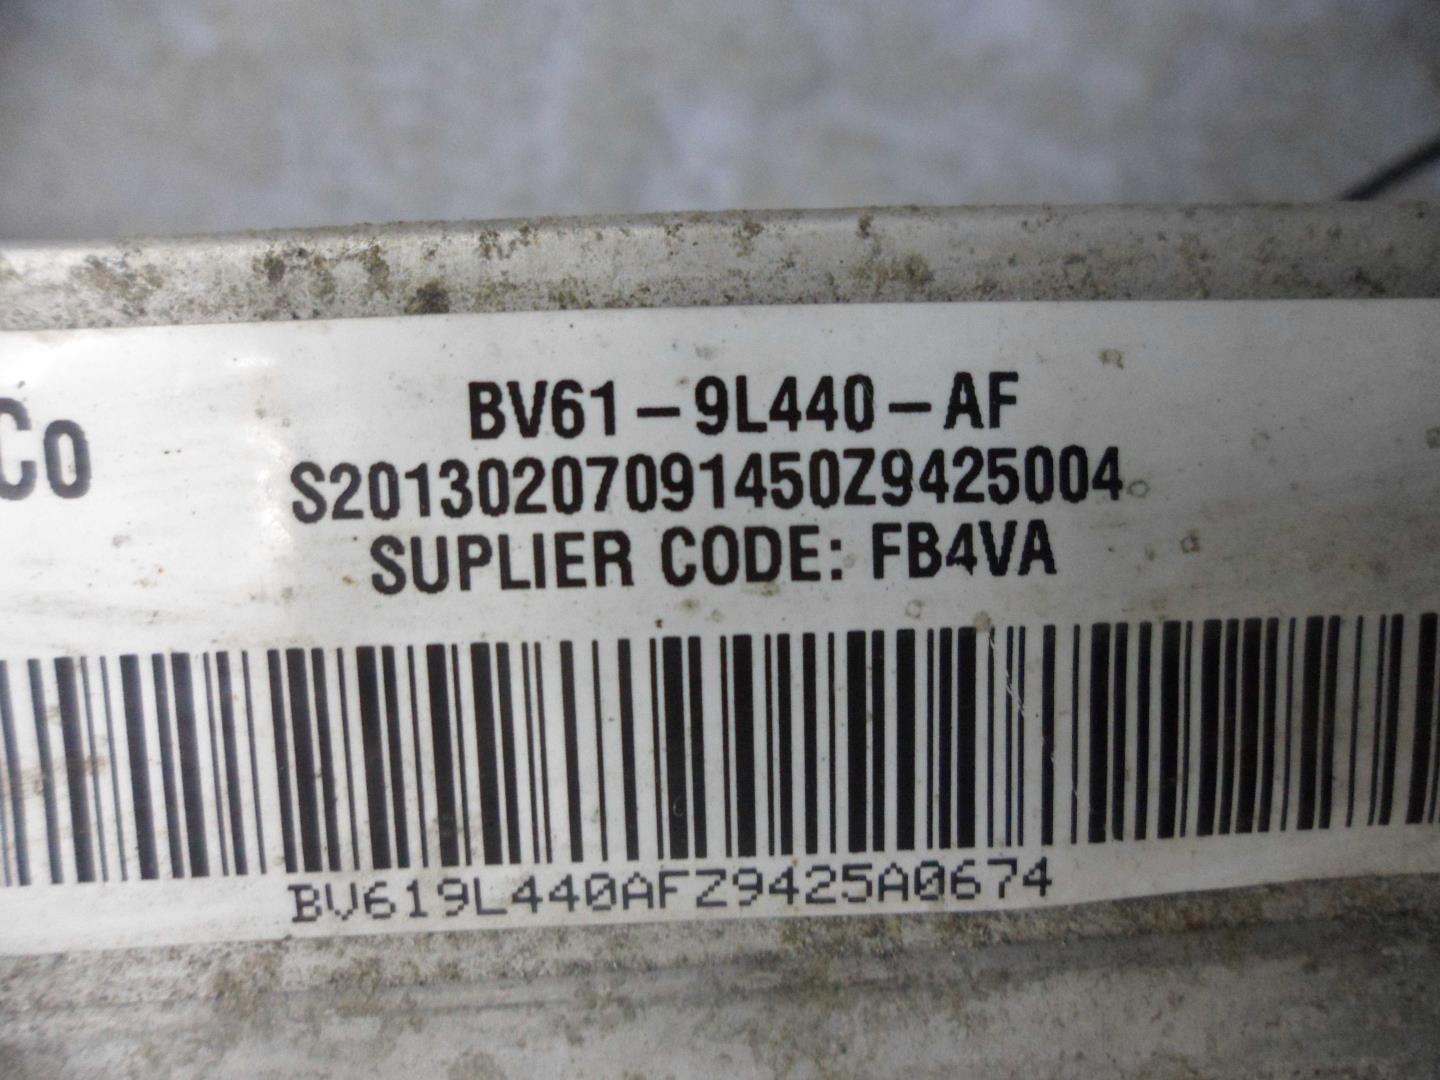 Co
BV61-9L440-AF
S20130207091450Z9425004
SUPLIER CODE: FB4VA
BV619L440AFZ9425A0674